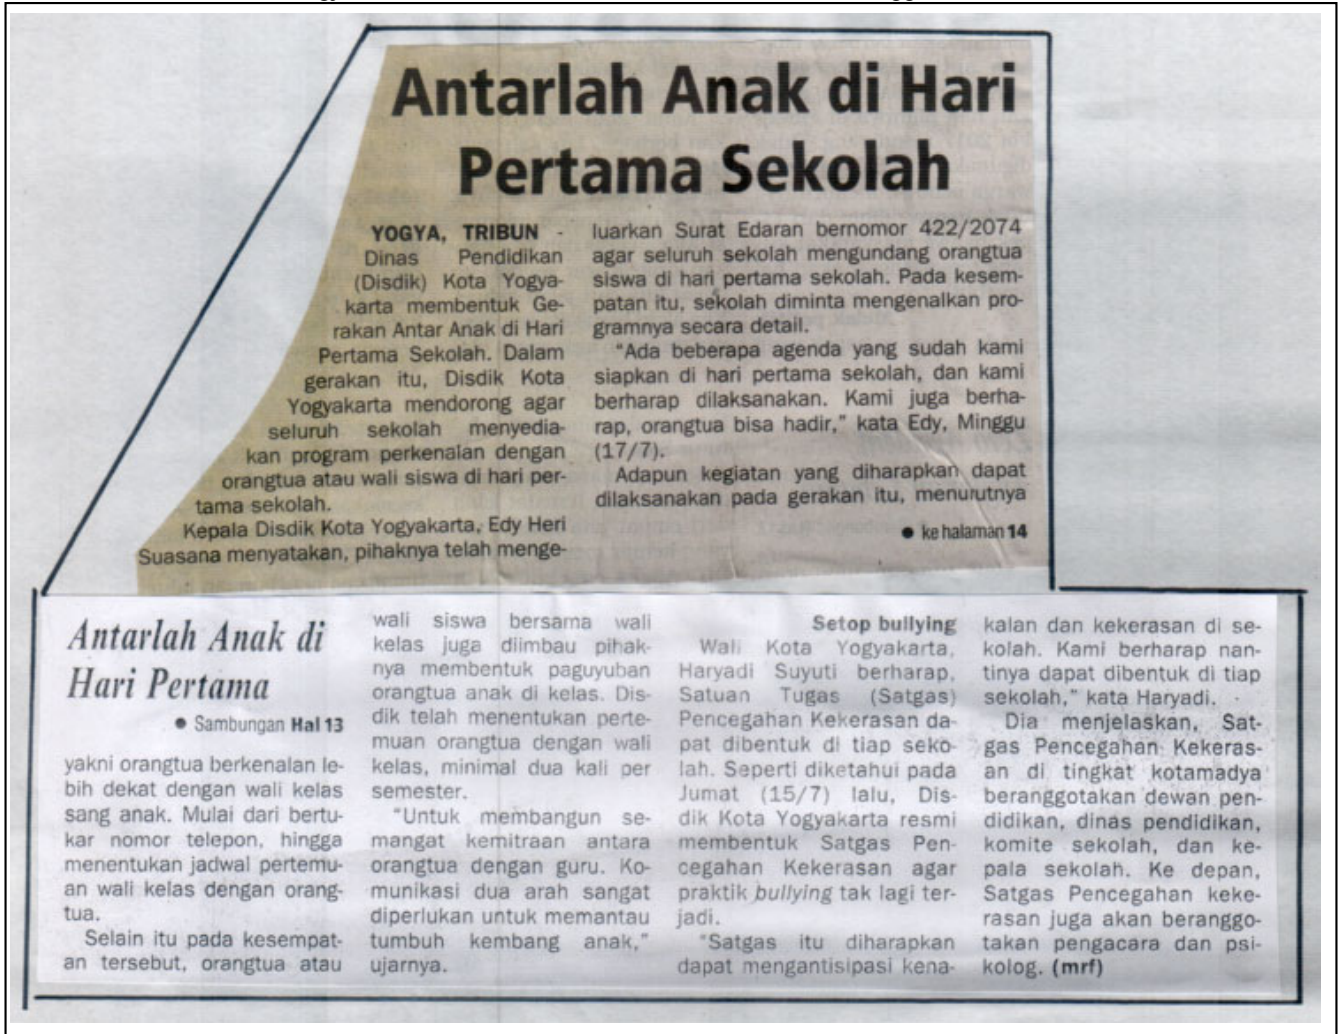 Antarlah Anak di Hari
Pertama Sekolah
YOGYA, TRIBUN -
Dinas Pendidikan
(Disdik) Kota Yogya-
karta membentuk Ge-
rakan Antar Anak di Hari
Pertama Sekolah. Dalam
gerakan itu, Disdik Kota
Yogyakarta mendorong agar
seluruh sekolah menyedia-
kan program perkenalan dengan
orangtua atau wali siswa di hari per-
tama sekolah.
Kepala Disdik Kota Yogyakarta, Edy Heri
Suasana menyatakan, pihaknya telah menge-
luarkan Surat Edaran bernomor 422/2074
agar seluruh sekolah mengundang orangtua
siswa di hari pertama sekolah. Pada kesem-
patan itu, sekolah diminta mengenalkan pro-
gramnya secara detail.
"Ada beberapa agenda yang sudah kami
siapkan di hari pertama sekolah, dan kami
berharap dilaksanakan. Kami juga berha-
rap, orangtua bisa hadir," kata Edy, Minggu
(17/7).
Adapun kegiatan yang diharapkan dapat
dilaksanakan pada gerakan itu, menurutnya
● ke halaman 14
Antarlah Anak di
Hari Pertama
● Sambungan Hal 13
yakni orangtua berkenalan le-
bih dekat dengan wali kelas
sang anak. Mulai dari bertu-
kar nomor telepon, hingga
menentukan jadwal pertemu-
an wali kelas dengan orang-
tua.
Selain itu pada kesempat-
an tersebut, orangtua atau
wali siswa bersama wali
kelas juga diimbau pihak-
nya membentuk paguyuban
orangtua anak di kelas. Dis-
dik telah menentukan perte-
muan orangtua dengan wali
kelas, minimal dua kali per
semester.
"Untuk membangun se-
mangat kemitraan antara
orangtua dengan guru. Ko-
munikasi dua arah sangat
diperlukan untuk memantau
tumbuh kembang anak,"
ujarnya.
Setop bullying
Wali Kota Yogyakarta,
Haryadi Suyuti berharap,
Satuan Tugas (Satgas)
Pencegahan Kekerasan da-
pat dibentuk di tiap seko-
lah. Seperti diketahui pada
Jumat (15/7) lalu, Dis-
dik Kota Yogyakarta resmi
membentuk Satgas Pen-
cegahan Kekerasan agar
praktik bullying tak lagi ter-
jadi.
"Satgas itu diharapkan
dapat mengantisipasi kena-
kalan dan kekerasan di se-
kolah. Kami berharap nan-
tinya dapat dibentuk di tiap
sekolah," kata Haryadi.
Dia menjelaskan, Sat-
gas Pencegahan Kekeras-
an di tingkat kotamadya
beranggotakan dewan pen-
didikan, dinas pendidikan,
komite sekolah, dan ke-
pala sekolah. Ke depan,
Satgas Pencegahan keke-
rasan juga akan beranggo-
takan pengacara dan psi-
kolog. (mrf)